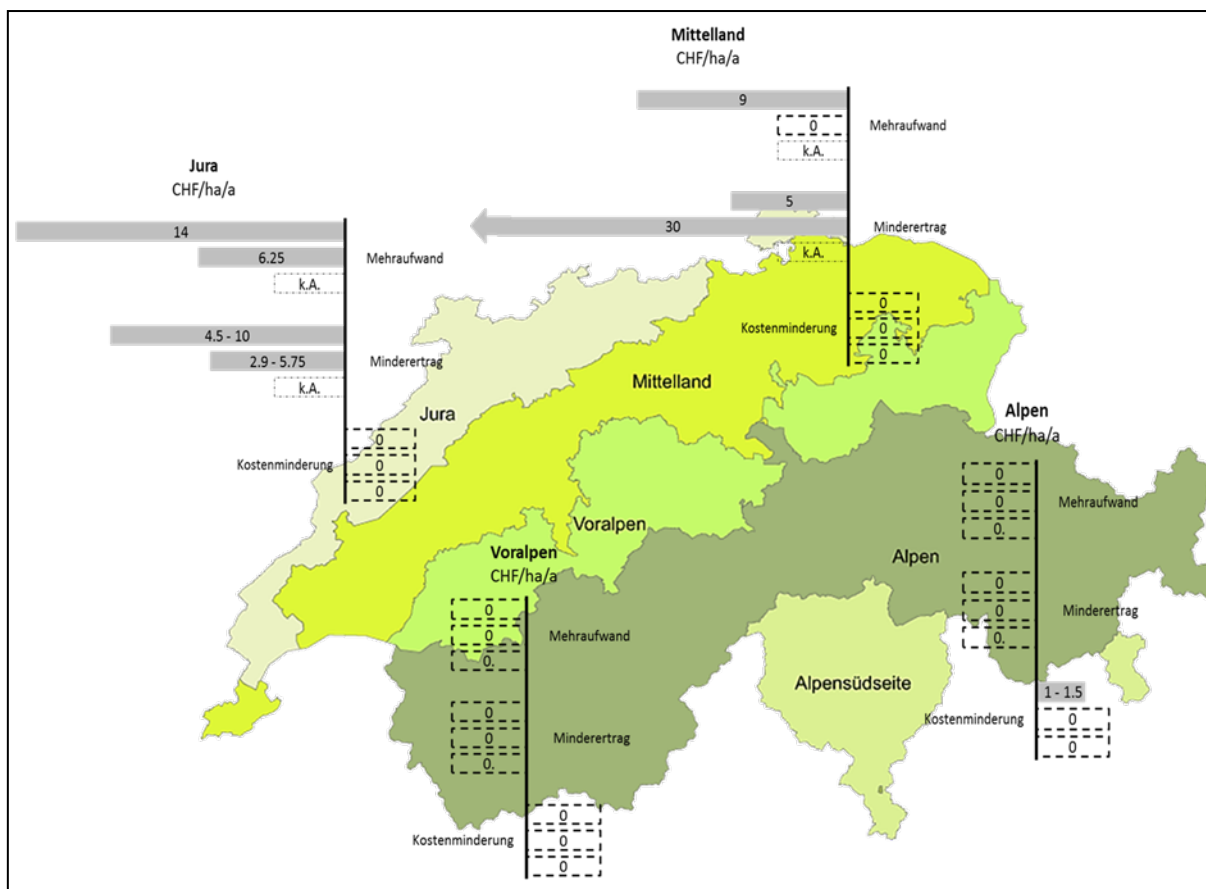 Mittelland
CHF/ha/a
9
0
Mehraufwand
k.A.
5
30
Minderertrag
k.A.
0
Kostenminderung
0
0
Jura
CHF/ha/a
14
6.25
Mehraufwand
k.A.
4.5 - 10
2.9 - 5.75
Minderertrag
k.A.
0
Kostenminderung
0
0
Mittelland
Jura
Voralpen
Alpen
Alpensüdseite
Alpen
CHF/ha/a
0
0
Mehraufwand
0.
0
0
Minderertrag
0.
1 - 1.5
Kostenminderung
0
0
Voralpen
CHF/ha/a
0
0
Mehraufwand
0.
0
0
Minderertrag
0.
0
Kostenminderung
0
0